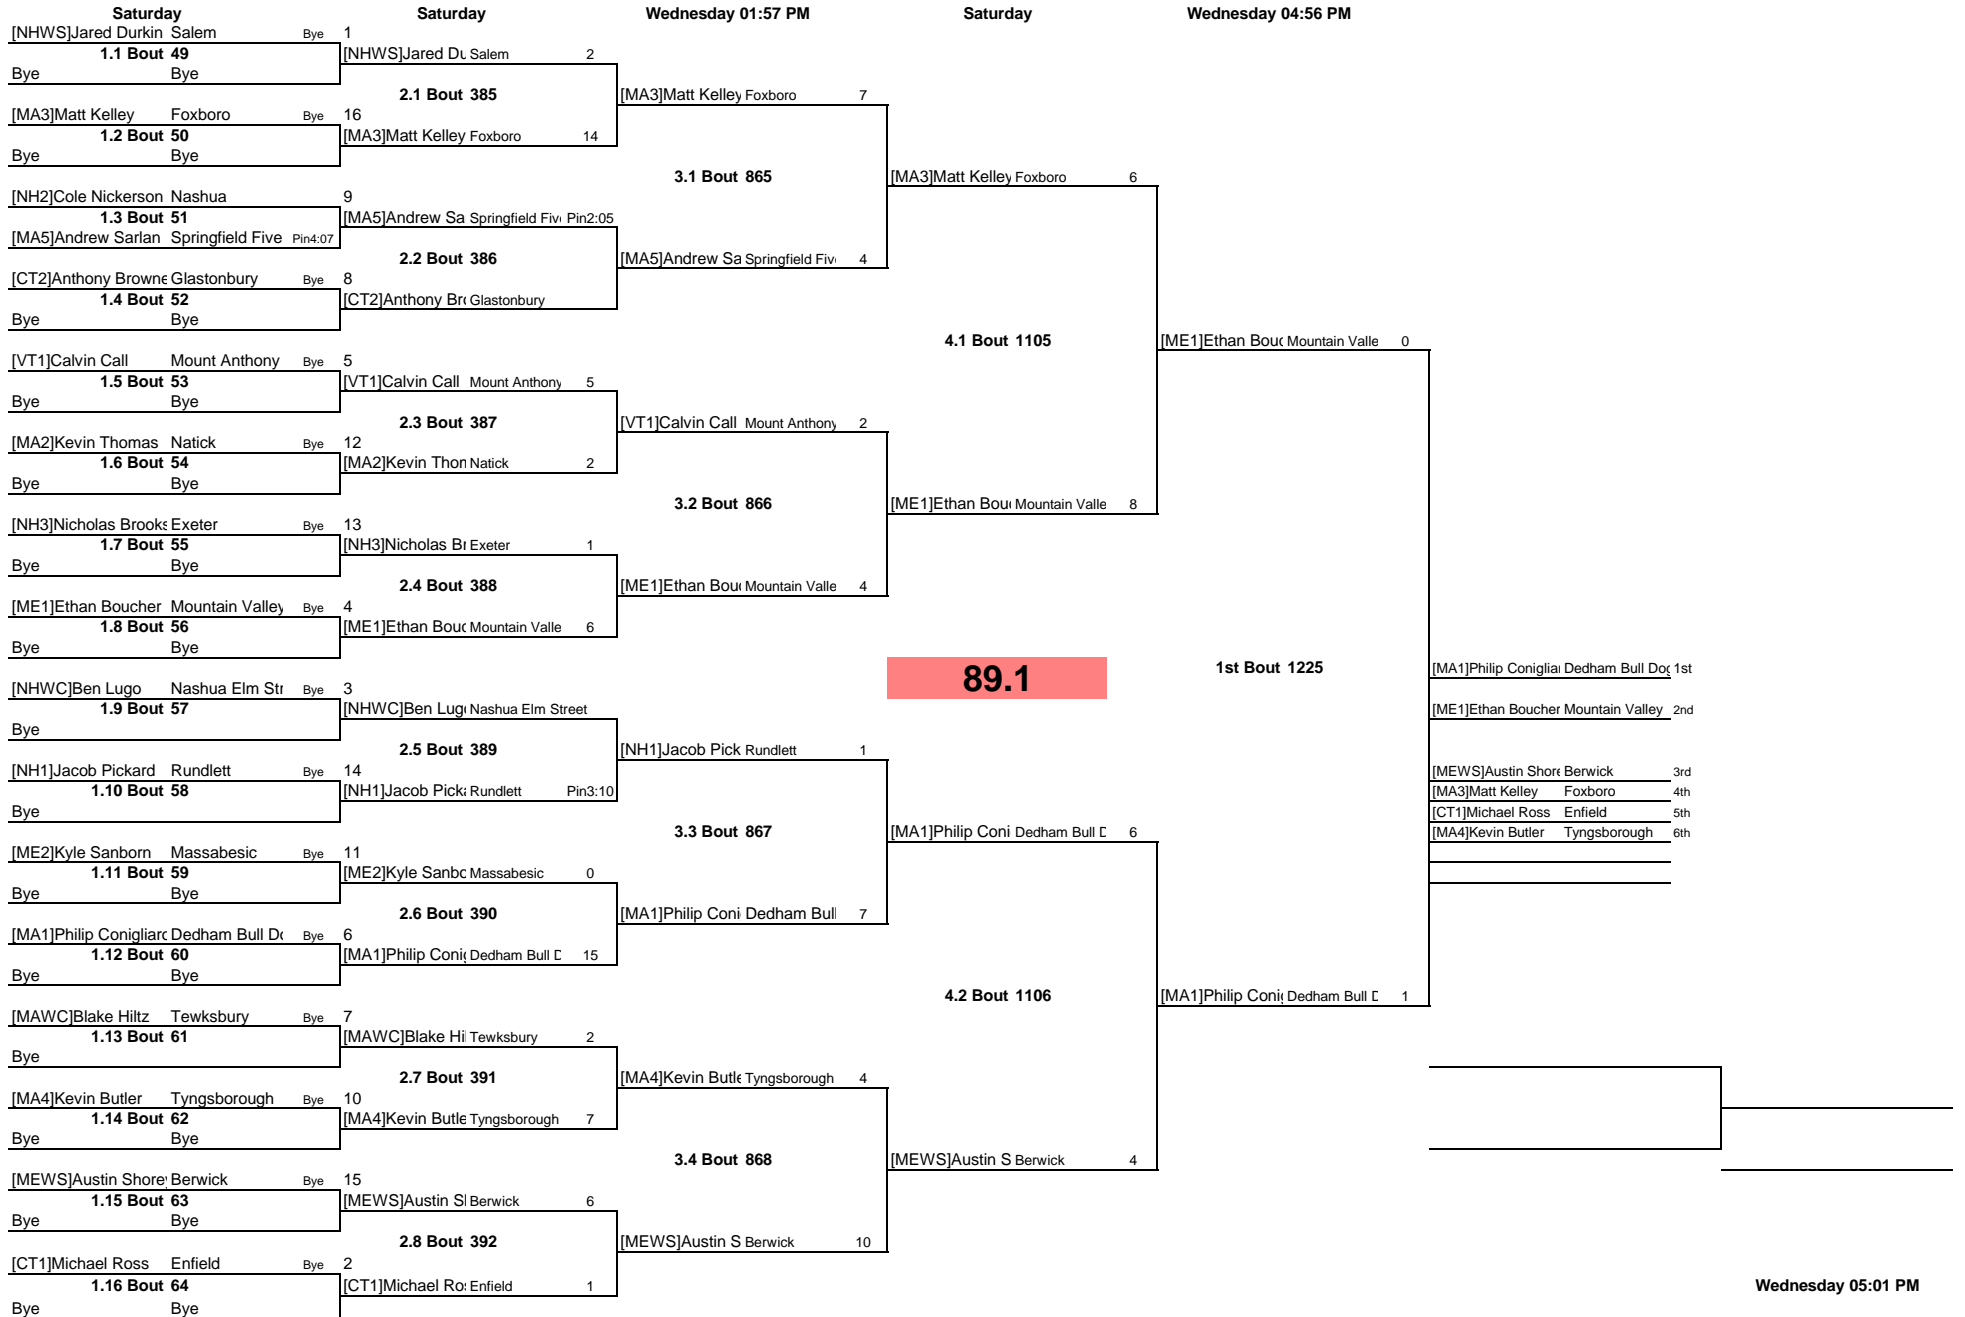 Saturday Saturday Wednesday 01:57 PM Saturday Wednesday 04:56 PM
[NHWS]Jared Durkin Salem Bye 1
1.1 Bout 49
Bye Bye
[NHWS]Jared Du Salem 2
2.1 Bout 385
[MA3]Matt Kelley Foxboro Bye 16
1.2 Bout 50
Bye Bye
[MA3]Matt Kelley Foxboro 14
[MA3]Matt Kelley Foxboro 7
3.1 Bout 865
[NH2]Cole Nickerson Nashua 9
1.3 Bout 51
[MA5]Andrew Sarlan Springfield Five Pin4:07
[MA5]Andrew Sa Springfield Five Pin2:05
2.2 Bout 386
[CT2]Anthony Browne Glastonbury Bye 8
1.4 Bout 52
Bye Bye
[CT2]Anthony Bro Glastonbury
[MA5]Andrew Sa Springfield Five 4
[MA3]Matt Kelley Foxboro 6
4.1 Bout 1105
[VT1]Calvin Call Mount Anthony Bye 5
1.5 Bout 53
Bye Bye
[VT1]Calvin Call Mount Anthony 5
2.3 Bout 387
[MA2]Kevin Thomas Natick Bye 12
1.6 Bout 54
Bye Bye
[MA2]Kevin Thom Natick 2
[VT1]Calvin Call Mount Anthony 2
3.2 Bout 866
[NH3]Nicholas Brooks Exeter Bye 13
1.7 Bout 55
Bye Bye
[NH3]Nicholas Br Exeter 1
2.4 Bout 388
[ME1]Ethan Boucher Mountain Valley Bye 4
1.8 Bout 56
Bye Bye
[ME1]Ethan Bouc Mountain Valle 6
[ME1]Ethan Bouc Mountain Valle 4
[ME1]Ethan Bouc Mountain Valle 8
[ME1]Ethan Bouc Mountain Valle 0
89.1
1st Bout 1225
[NHWC]Ben Lugo Nashua Elm Str Bye 3
1.9 Bout 57
Bye
[NHWC]Ben Lugo Nashua Elm Street
2.5 Bout 389
[NH1]Jacob Pickard Rundlett Bye 14
1.10 Bout 58
Bye
[NH1]Jacob Picka Rundlett Pin3:10
[NH1]Jacob Pick Rundlett 1
3.3 Bout 867
[ME2]Kyle Sanborn Massabesic Bye 11
1.11 Bout 59
Bye Bye
[ME2]Kyle Sanbo Massabesic 0
2.6 Bout 390
[MA1]Philip Conigliaro Dedham Bull Do Bye 6
1.12 Bout 60
Bye Bye
[MA1]Philip Conig Dedham Bull D 15
[MA1]Philip Coni Dedham Bull 7
[MA1]Philip Coni Dedham Bull D 6
4.2 Bout 1106
[MAWC]Blake Hiltz Tewksbury Bye 7
1.13 Bout 61
Bye
[MAWC]Blake Hil Tewksbury 2
2.7 Bout 391
[MA4]Kevin Butler Tyngsborough Bye 10
1.14 Bout 62
Bye Bye
[MA4]Kevin Butle Tyngsborough 7
[MA4]Kevin Butle Tyngsborough 4
3.4 Bout 868
[MEWS]Austin Shorey Berwick Bye 15
1.15 Bout 63
Bye Bye
[MEWS]Austin Sh Berwick 6
2.8 Bout 392
[CT1]Michael Ross Enfield Bye 2
1.16 Bout 64
Bye Bye
[CT1]Michael Ros Enfield 1
[MEWS]Austin S Berwick 10
[MEWS]Austin S Berwick 4
[MA1]Philip Conig Dedham Bull D 1
[MA1]Philip Conigliar Dedham Bull Dog 1st
[ME1]Ethan Boucher Mountain Valley 2nd
[MEWS]Austin Shore Berwick 3rd
[MA3]Matt Kelley Foxboro 4th
[CT1]Michael Ross Enfield 5th
[MA4]Kevin Butler Tyngsborough 6th
Wednesday 05:01 PM